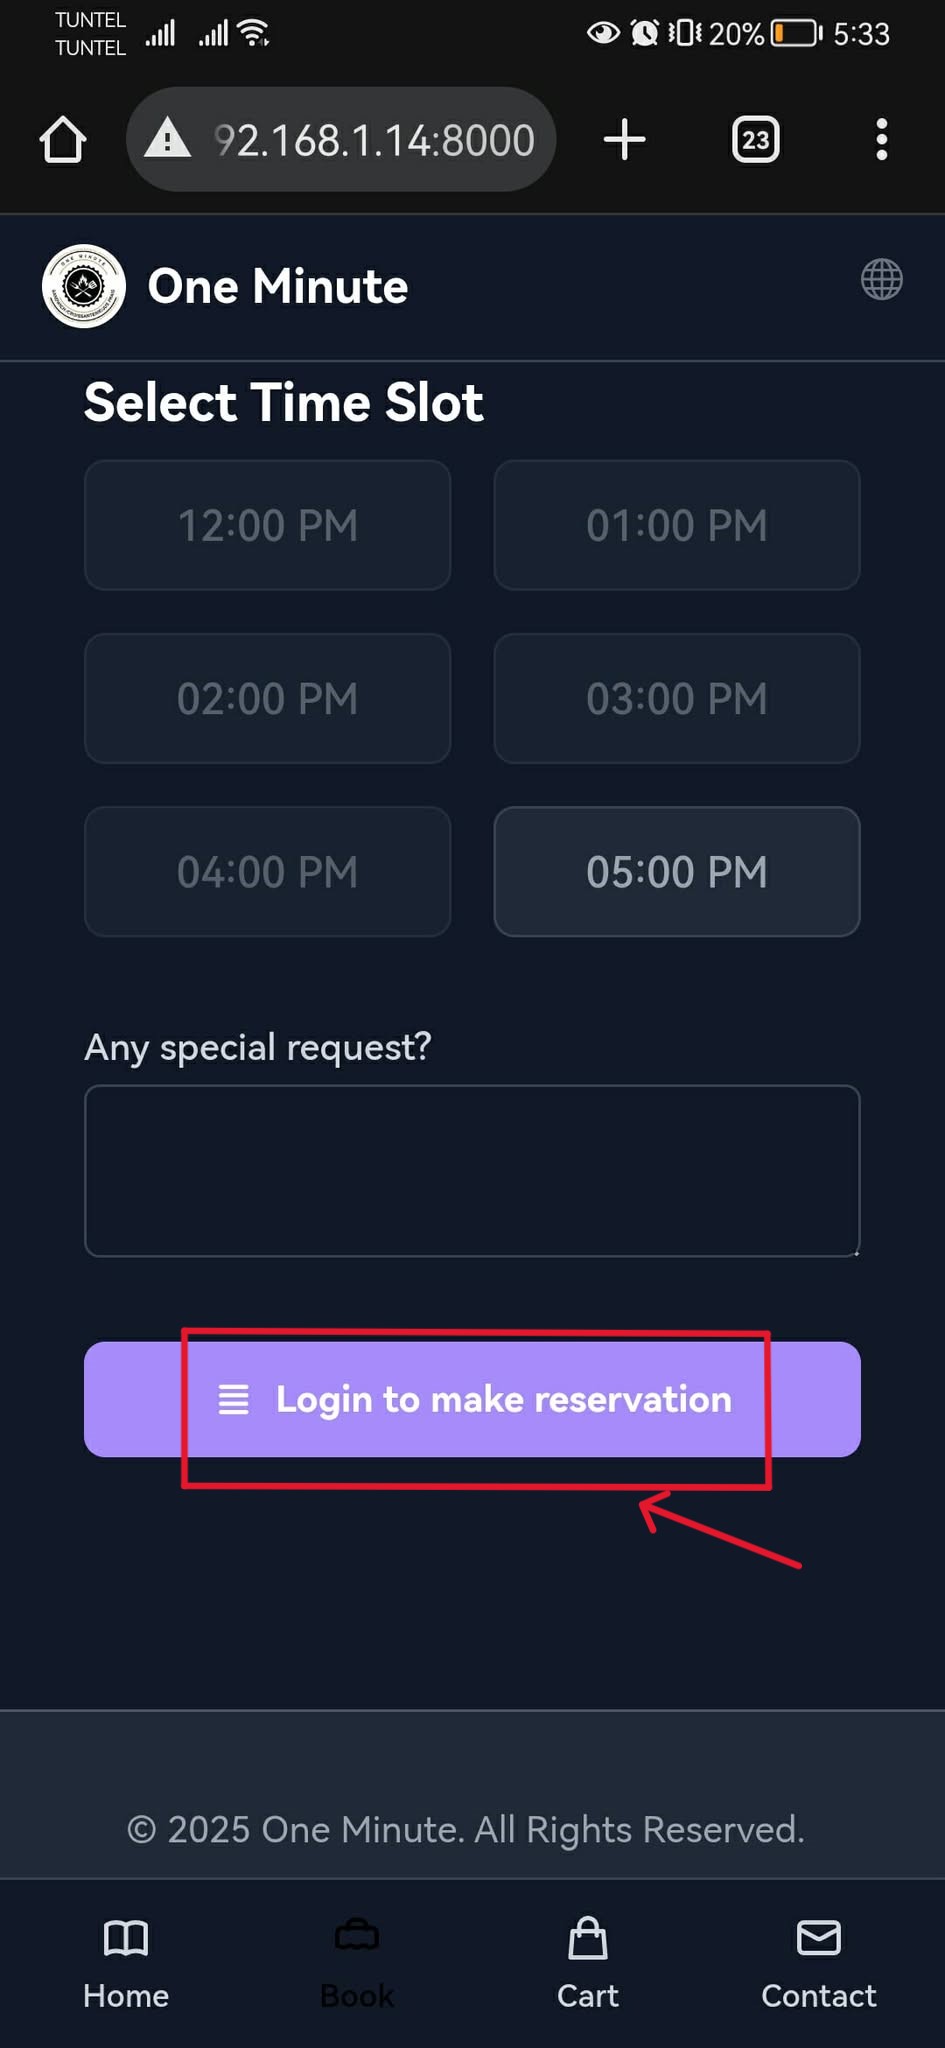 TUNTEL
TUNTEL
20% 5:33
92.168.1.14:8000
23
One Minute
Select Time Slot
12:00 PM
01:00 PM
02:00 PM
03:00 PM
04:00 PM
05:00 PM
Any special request?
Login to make reservation
© 2025 One Minute. All Rights Reserved.
Home
Book
Cart
Contact